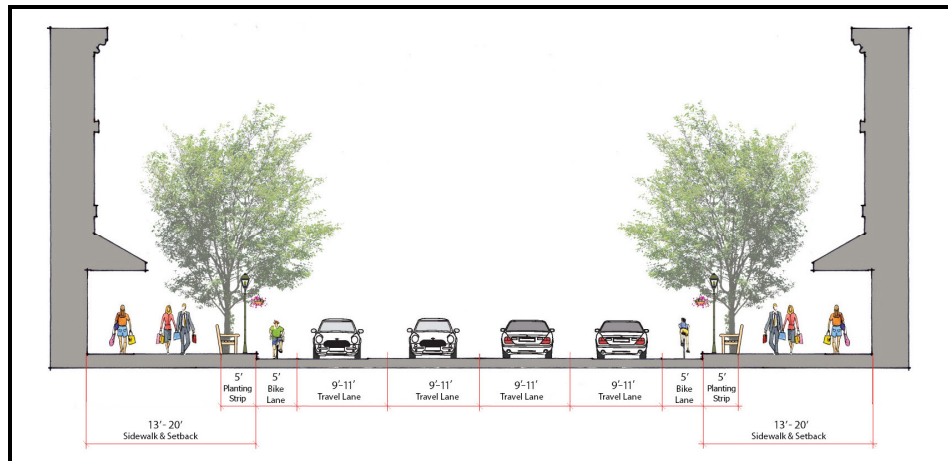 5'
Planting
Strip
5'
Bike
Lane
9'-11'
Travel Lane
9'-11'
Travel Lane
9'-11'
Travel Lane
9'-11'
Travel Lane
5'
Bike
Lane
5'
Planting
Strip
13' - 20'
Sidewalk & Setback
13' - 20'
Sidewalk & Setback